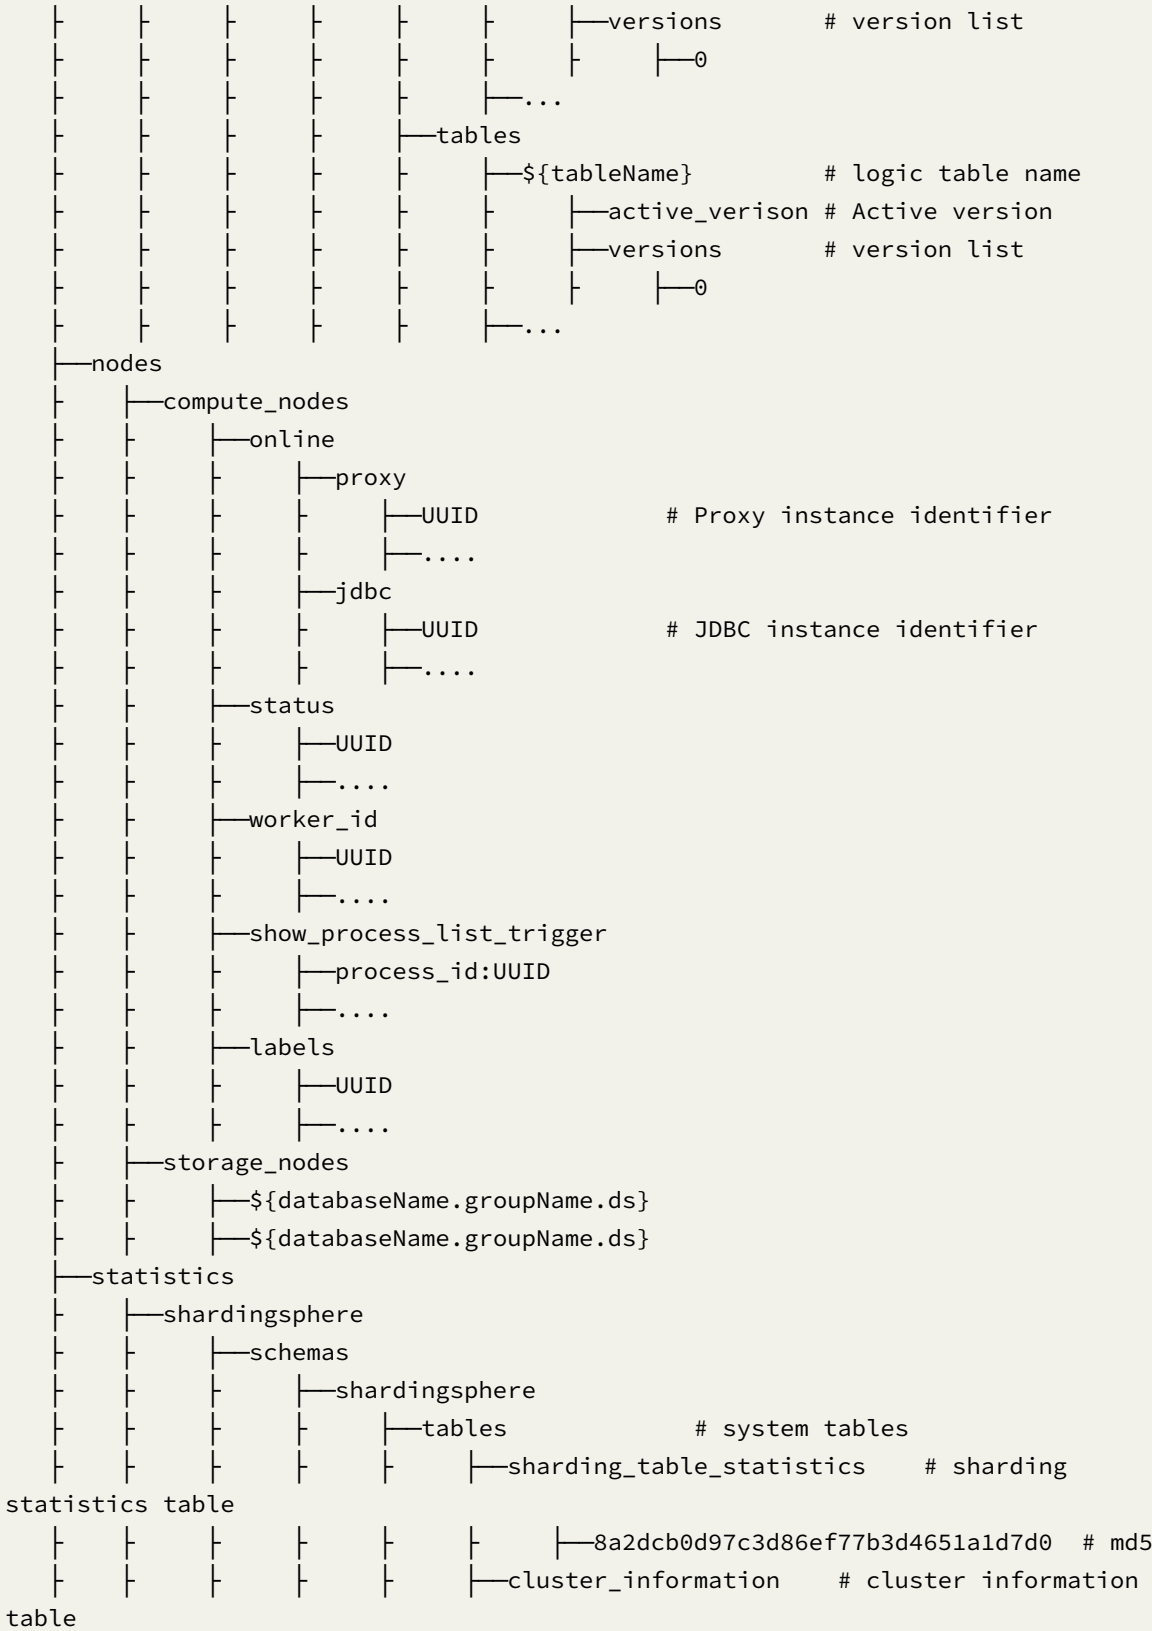 ├      ├      ├      ├      ├      ├      ├──versions       # version list
├      ├      ├      ├      ├      ├      ├      ├──0
├      ├      ├      ├      ├      ├──...
├      ├      ├      ├      ├──tables
├      ├      ├      ├      ├      ├──${tableName}         # logic table name
├      ├      ├      ├      ├      ├      ├──active_verison # Active version
├      ├      ├      ├      ├      ├      ├──versions       # version list
├      ├      ├      ├      ├      ├      ├      ├──0
├      ├      ├      ├      ├      ├──...
├──nodes
├    ├──compute_nodes
├    ├     ├──online
├    ├     ├     ├──proxy
├    ├     ├     ├     ├──UUID             # Proxy instance identifier
├    ├     ├     ├     ├──....
├    ├     ├     ├──jdbc
├    ├     ├     ├     ├──UUID             # JDBC instance identifier
├    ├     ├     ├     ├──....
├    ├     ├──status
├    ├     ├     ├──UUID
├    ├     ├     ├──....
├    ├     ├──worker_id
├    ├     ├     ├──UUID
├    ├     ├     ├──....
├    ├     ├──show_process_list_trigger
├    ├     ├     ├──process_id:UUID
├    ├     ├     ├──....
├    ├     ├──labels
├    ├     ├     ├──UUID
├    ├     ├     ├──....
├    ├──storage_nodes
├    ├     ├──${databaseName.groupName.ds}
├    ├     ├──${databaseName.groupName.ds}
├──statistics
├    ├──shardingsphere
├    ├     ├──schemas
├    ├     ├     ├──shardingsphere
├    ├     ├     ├     ├──tables             # system tables
├    ├     ├     ├     ├     ├──sharding_table_statistics    # sharding
statistics table
├    ├     ├     ├     ├     ├     ├──8a2dcb0d97c3d86ef77b3d4651a1d7d0  # md5
├    ├     ├     ├     ├     ├──cluster_information    # cluster information
table